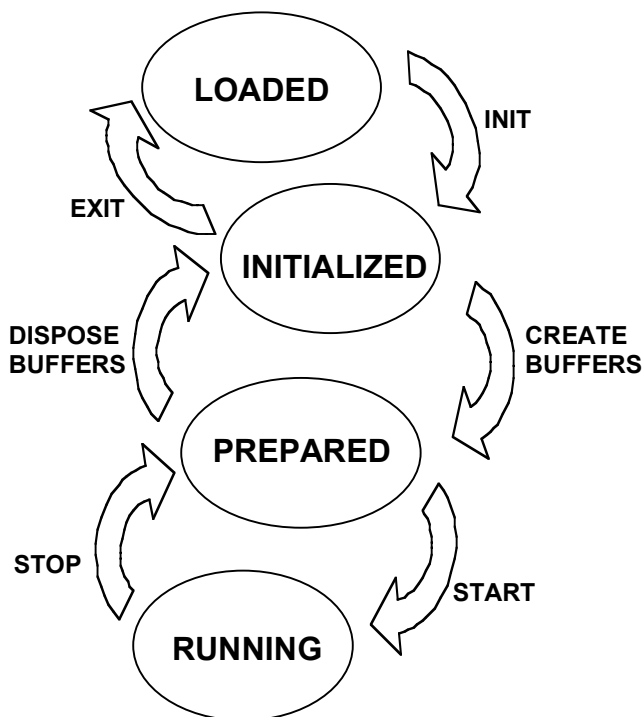 LOADED
INIT
EXIT
INITIALIZED
DISPOSE
BUFFERS
CREATE
BUFFERS
PREPARED
STOP
START
RUNNING